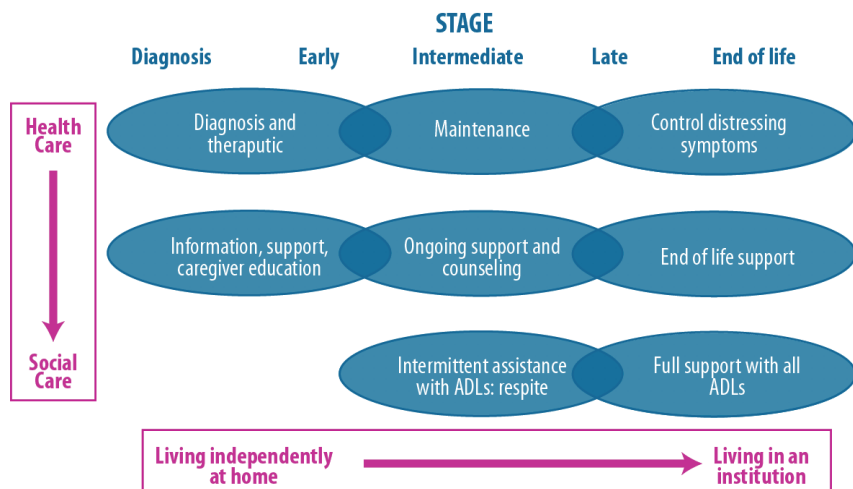 STAGE
Diagnosis
Early
Intermediate
Late
End of life
Health
Care
Diagnosis and
theraputic
Maintenance
Control distressing
symptoms
Information, support,
caregiver education
Ongoing support and
counseling
End of life support
Social
Care
Intermittent assistance
with ADLs: respite
Full support with all
ADLs
Living independently
at home
Living in an
institution